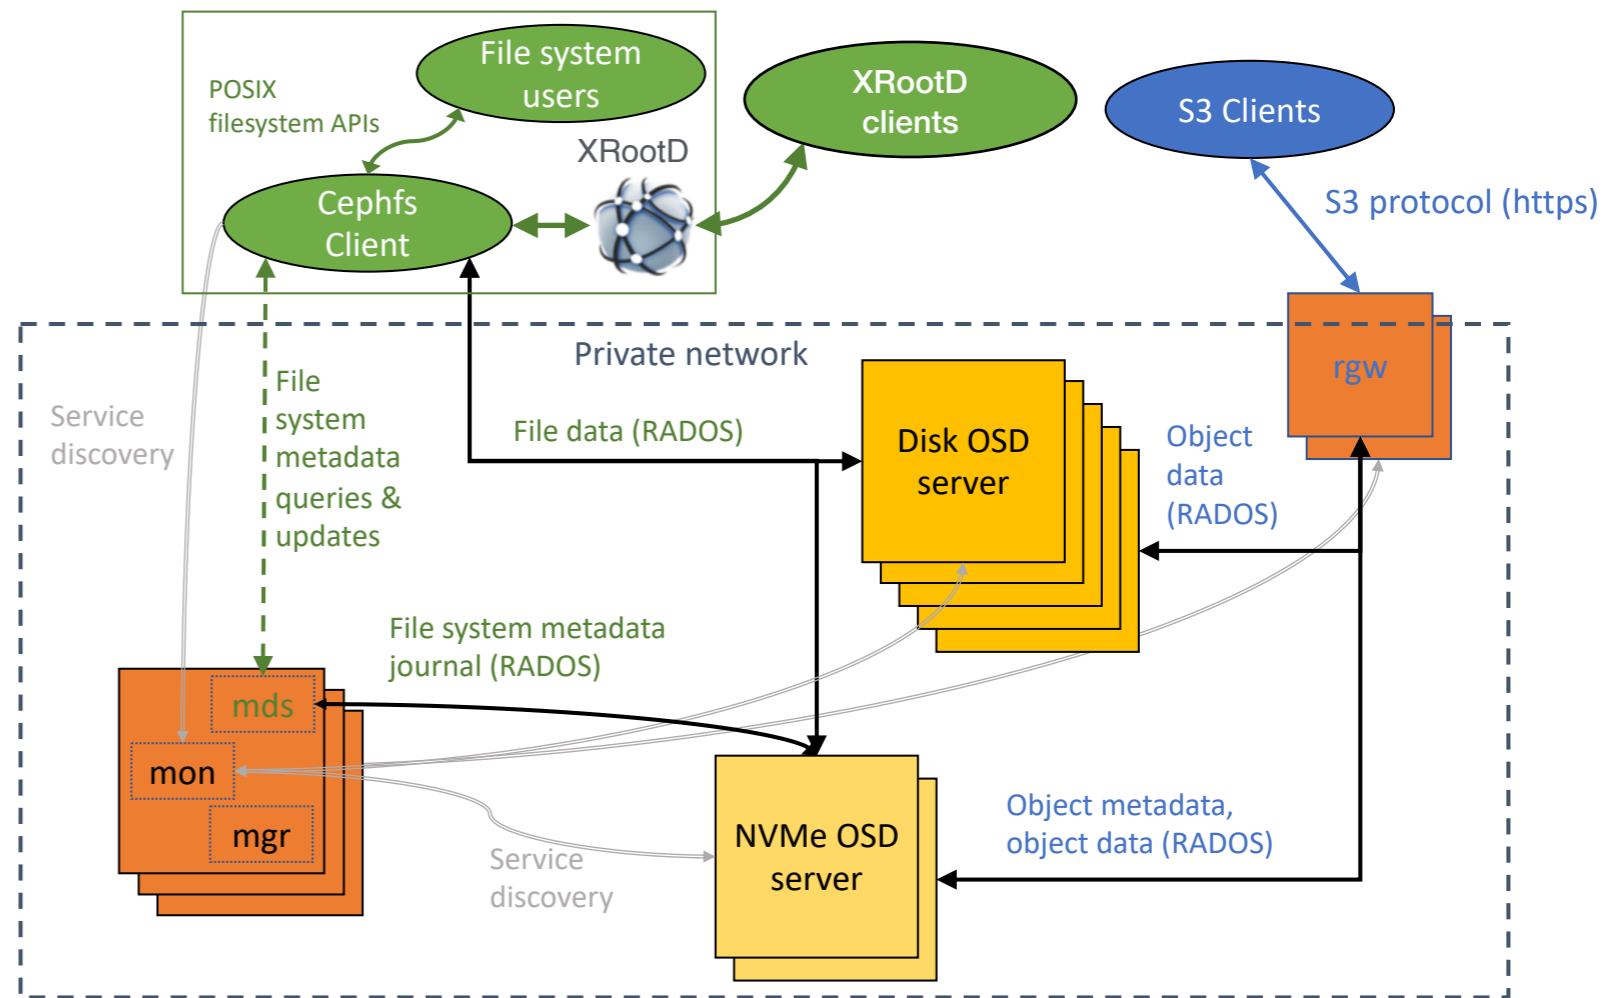 File system
users
POSIX
filesystem APIs
XRootD
clients
S3 Clients
XRootD
Cephfs
Client
S3 protocol (https)
Private network
rgw
File
system
metadata
queries &
updates
Service
discovery
File data (RADOS)
Disk OSD
server
Object
data
(RADOS)
File system metadata
journal (RADOS)
mds
mon
mgr
NVMe OSD
server
Object metadata,
object data (RADOS)
Service
discovery